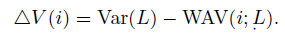 △V(i) = Var(L) − WAV(i; L).